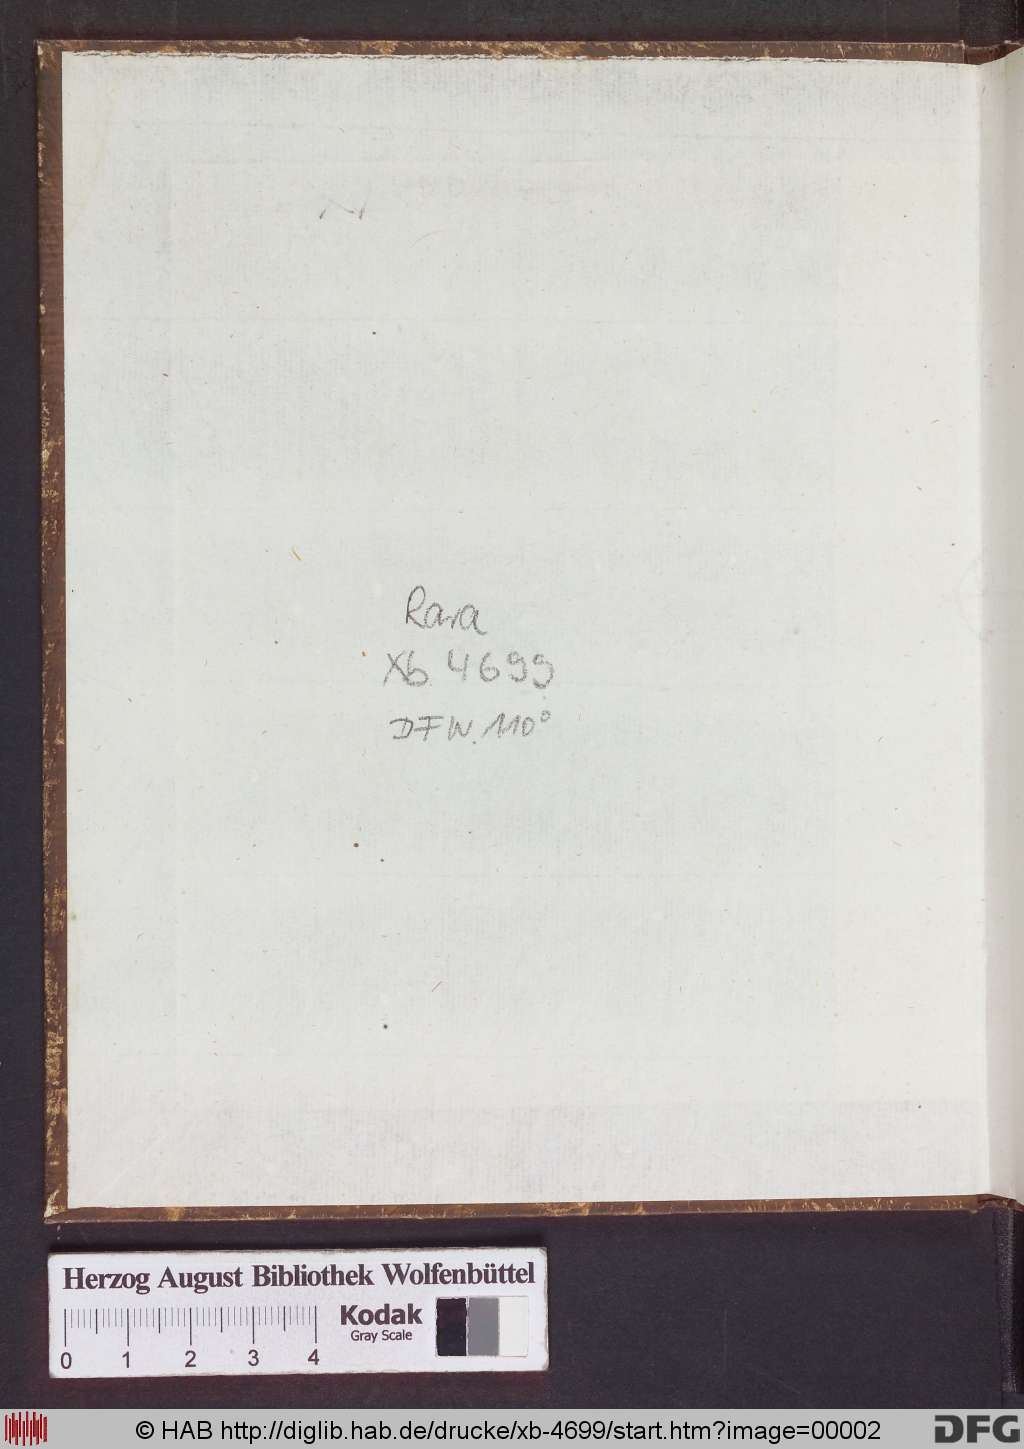 Rara
Xb 4699
DFW. 110°
Herzog August Bibliothek Wolfenbüttel
Kodak
Gray Scale
0 1 2 3 4
© HAB http://diglib.hab.de/drucke/xb-4699/start.htm?image=00002
DFG